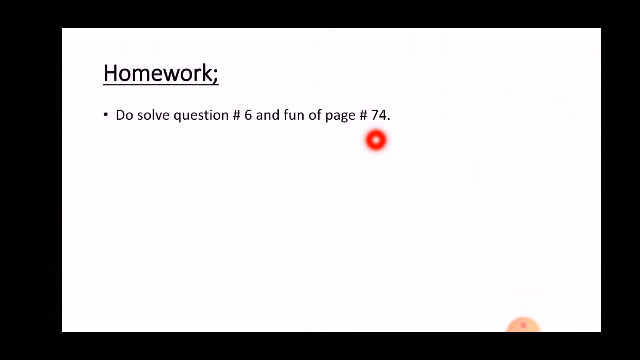 Homework;
• Do solve question # 6 and fun of page # 74.